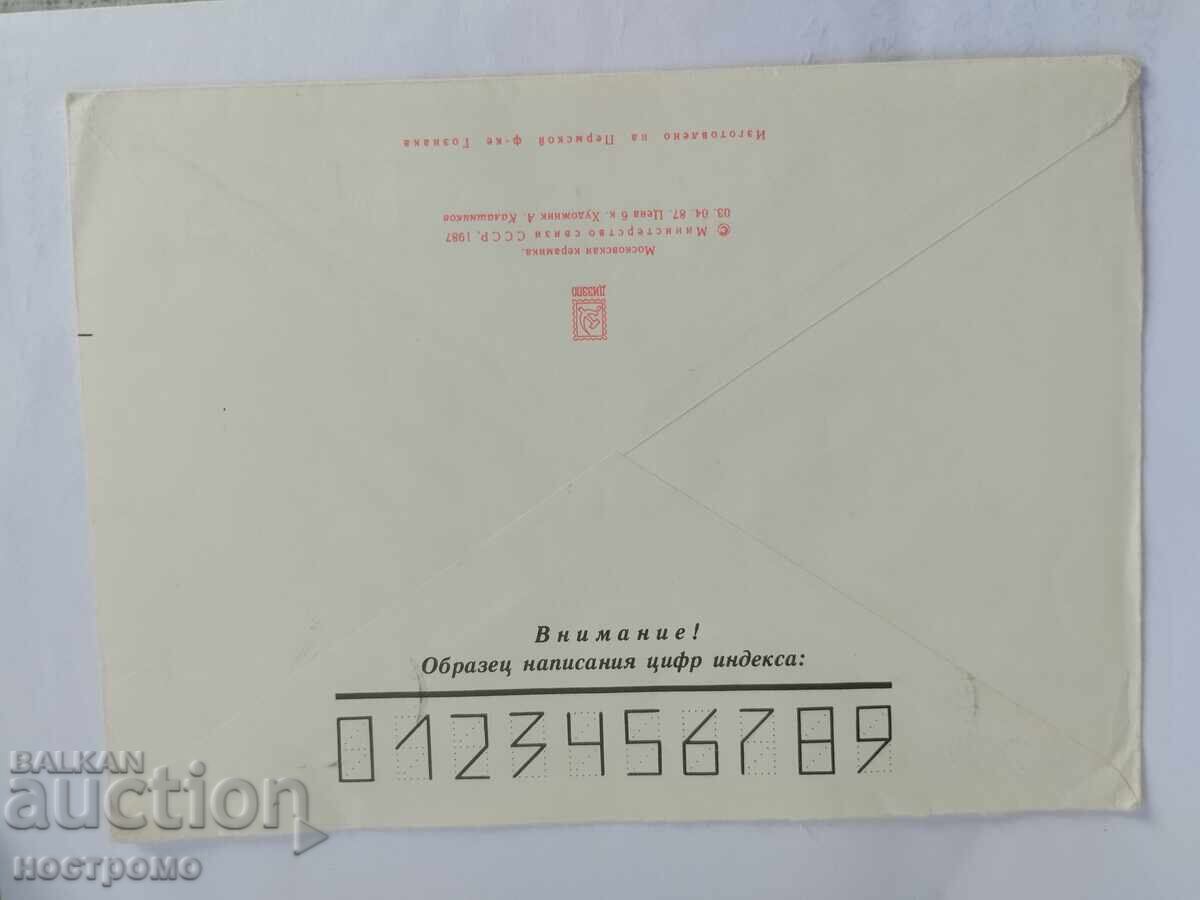 Изготовлено на Пермской ф-ке Гознака
Московская керамика.
© Министерство связи СССР, 1987
03. 04. 87. Цена 6 к. Художник А. Калашников
ДИЭЗПО
Внимание!
Образец написания цифр индекса:
0123456789
BALKAN
auction
ностромо